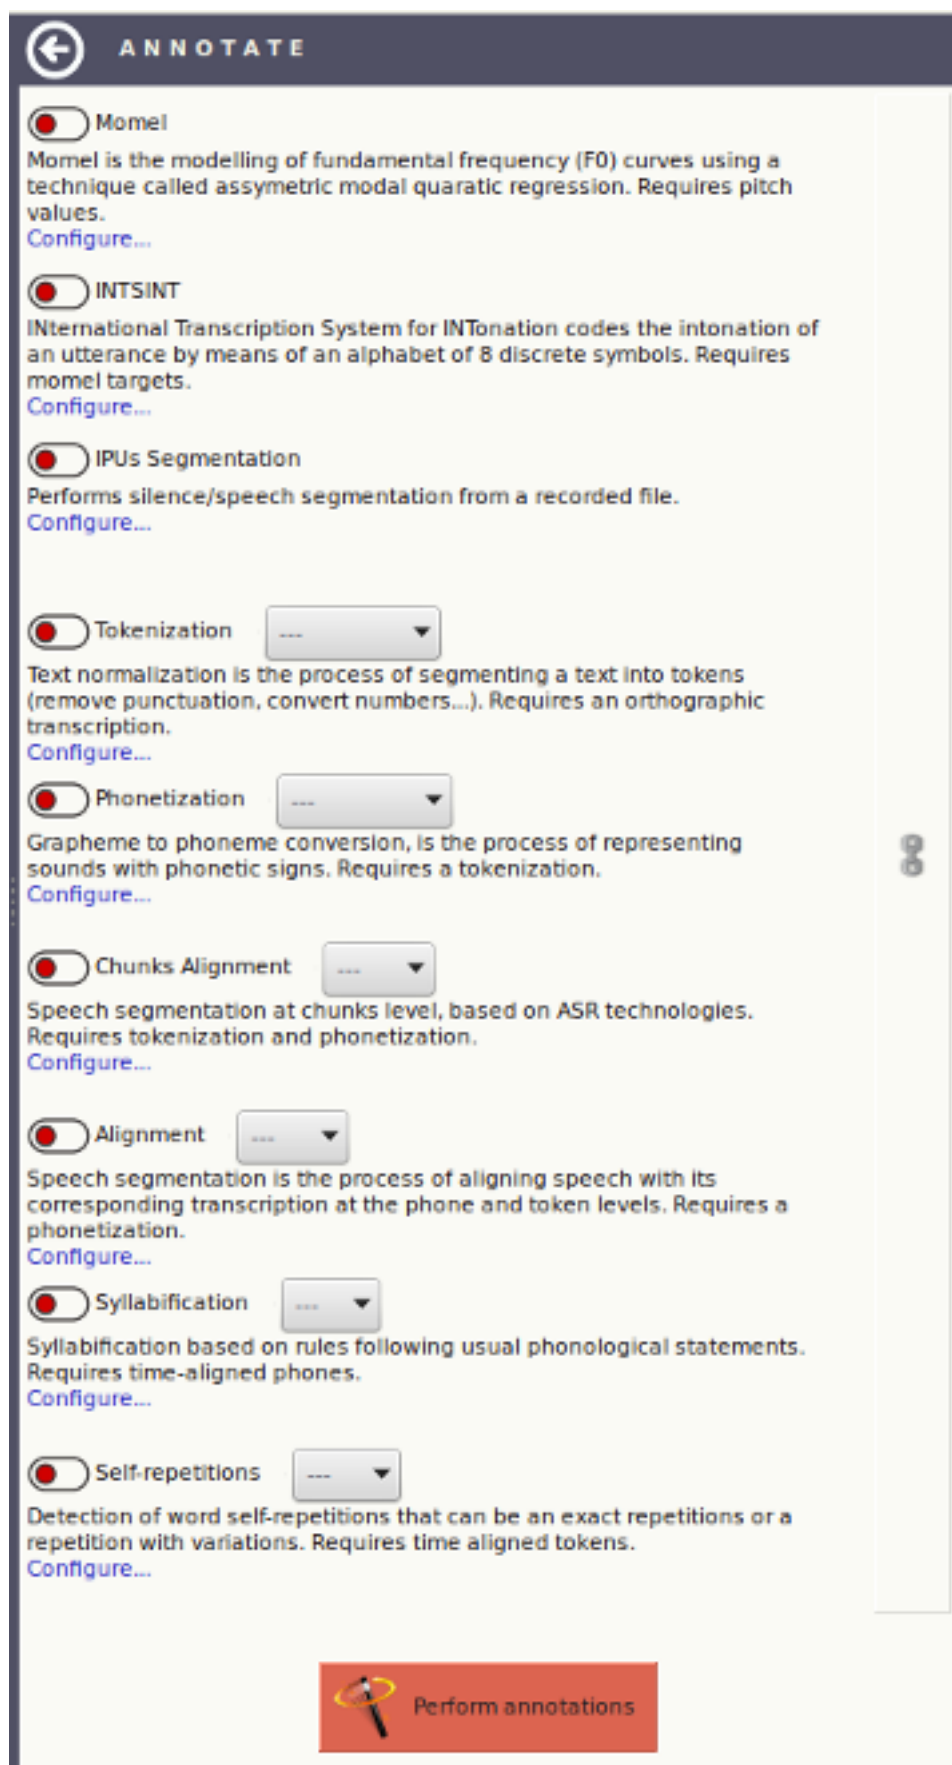 ANNOTATE
Momel
Momel is the modelling of fundamental frequency (F0) curves using a
technique called assymetric modal quaratic regression. Requires pitch
values.
Configure...
INTSINT
INternational Transcription System for INTonation codes the intonation of
an utterance by means of an alphabet of 8 discrete symbols. Requires
momel targets.
Configure...
IPUs Segmentation
Performs silence/speech segmentation from a recorded file.
Configure...
Tokenization ---
Text normalization is the process of segmenting a text into tokens
(remove punctuation, convert numbers...). Requires an orthographic
transcription.
Configure...
Phonetization ---
Grapheme to phoneme conversion, is the process of representing
sounds with phonetic signs. Requires a tokenization.
Configure...
Chunks Alignment ---
Speech segmentation at chunks level, based on ASR technologies.
Requires tokenization and phonetization.
Configure...
Alignment ---
Speech segmentation is the process of aligning speech with its
corresponding transcription at the phone and token levels. Requires a
phonetization.
Configure...
Syllabification ---
Syllabification based on rules following usual phonological statements.
Requires time-aligned phones.
Configure...
Self-repetitions ---
Detection of word self-repetitions that can be an exact repetitions or a
repetition with variations. Requires time aligned tokens.
Configure...
Perform annotations